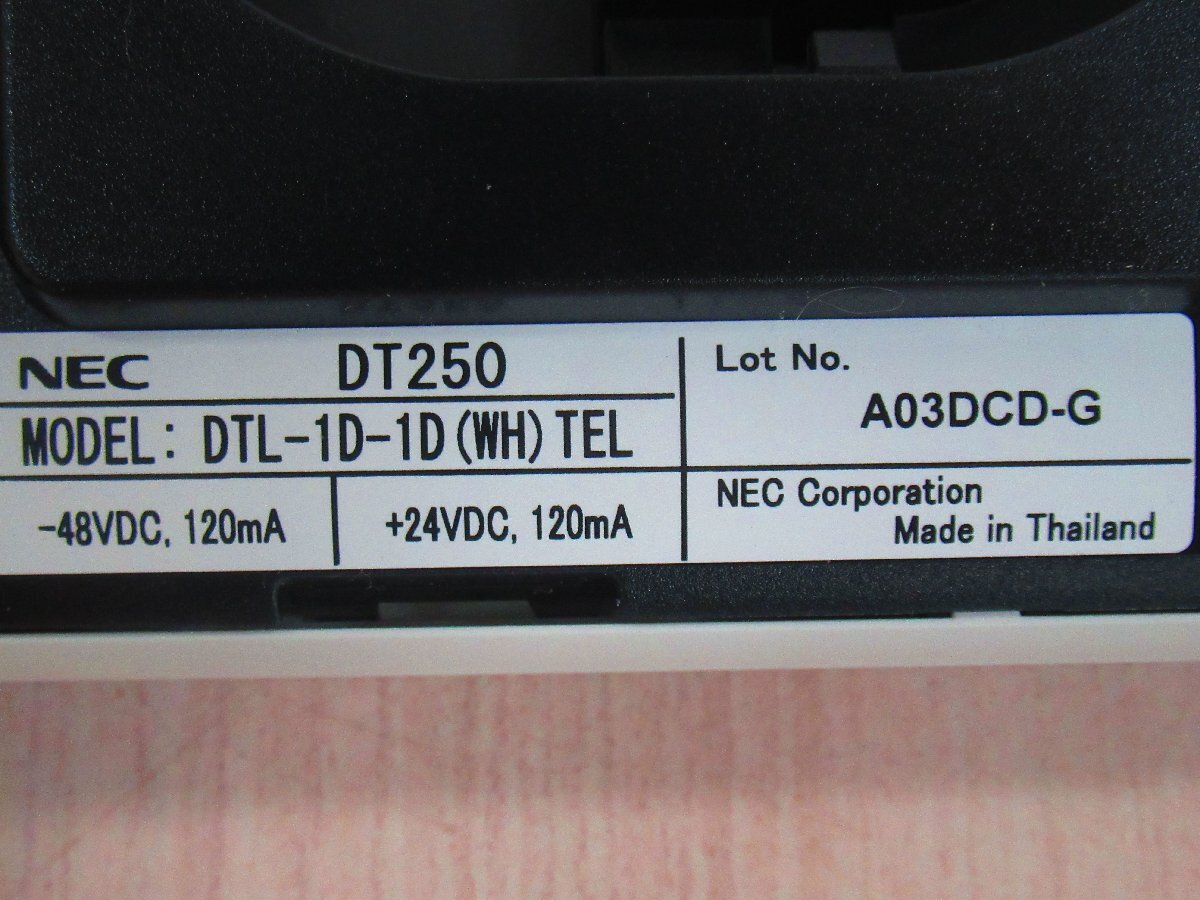 NEC DT250
MODEL: DTL-1D-1D(WH)TEL
-48VDC, 120mA
+24VDC, 120mA
Lot No.
A03DCD-G
NEC Corporation
Made in Thailand